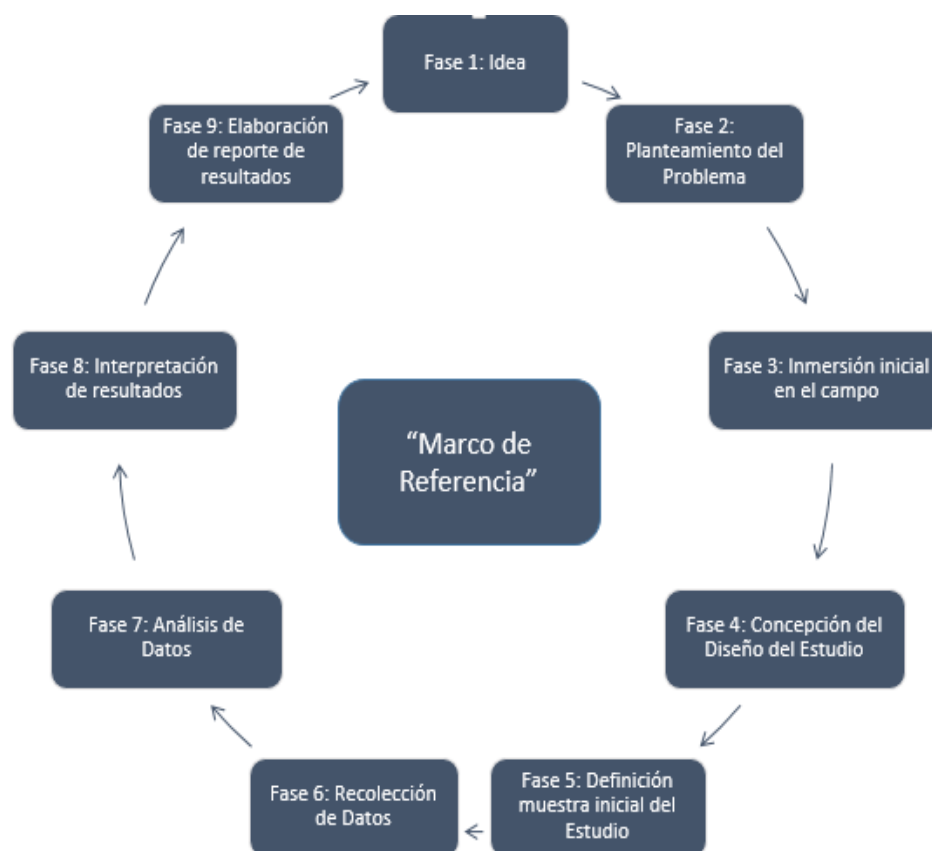 Fase 1: Idea
Fase 2:
Planteamiento del
Problema
Fase 3: Inmersión inicial
en el campo
Fase 4: Concepción del
Diseño del Estudio
Fase 5: Definición
muestra inicial del
Estudio
Fase 6: Recolección
de Datos
Fase 7: Análisis de
Datos
Fase 8: Interpretación
de resultados
Fase 9: Elaboración
de reporte de
resultados
“Marco de
Referencia”